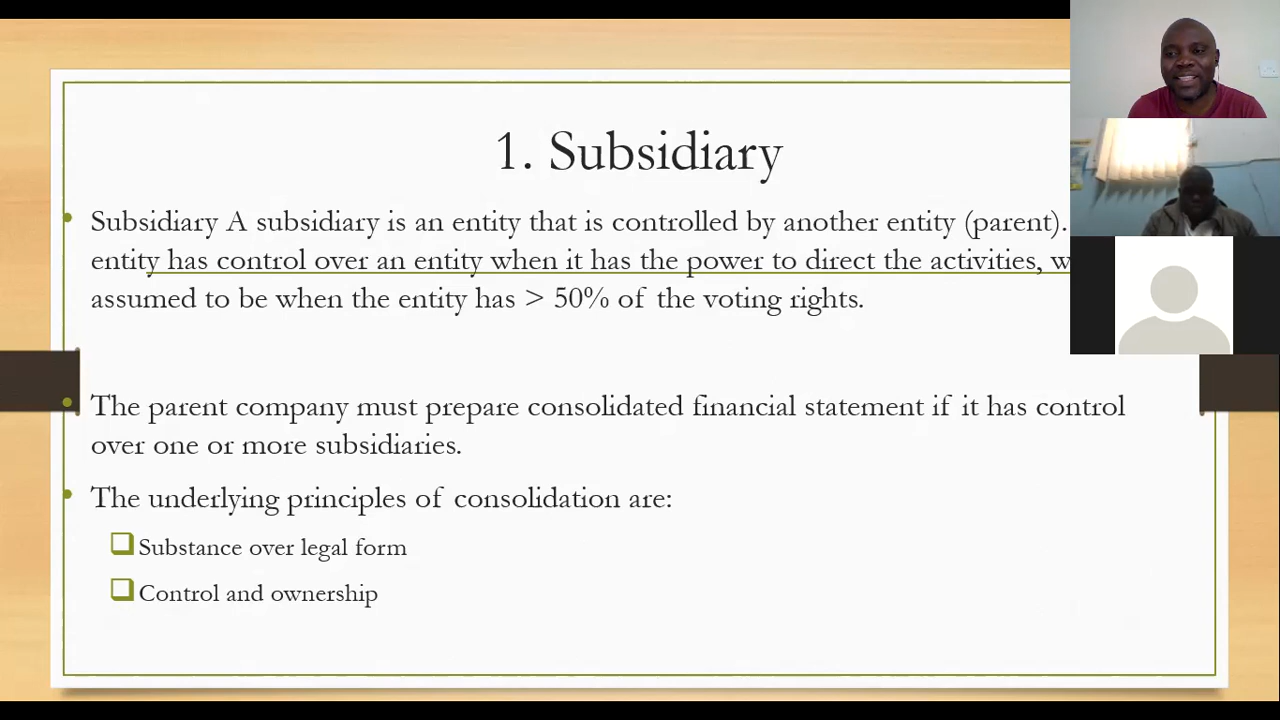 1. Subsidiary
Subsidiary A subsidiary is an entity that is controlled by another entity (parent).
entity has control over an entity when it has the power to direct the activities,
assumed to be when the entity has > 50% of the voting rights.
The parent company must prepare consolidated financial statement if it has control
over one or more subsidiaries.
The underlying principles of consolidation are:
Substance over legal form
Control and ownership